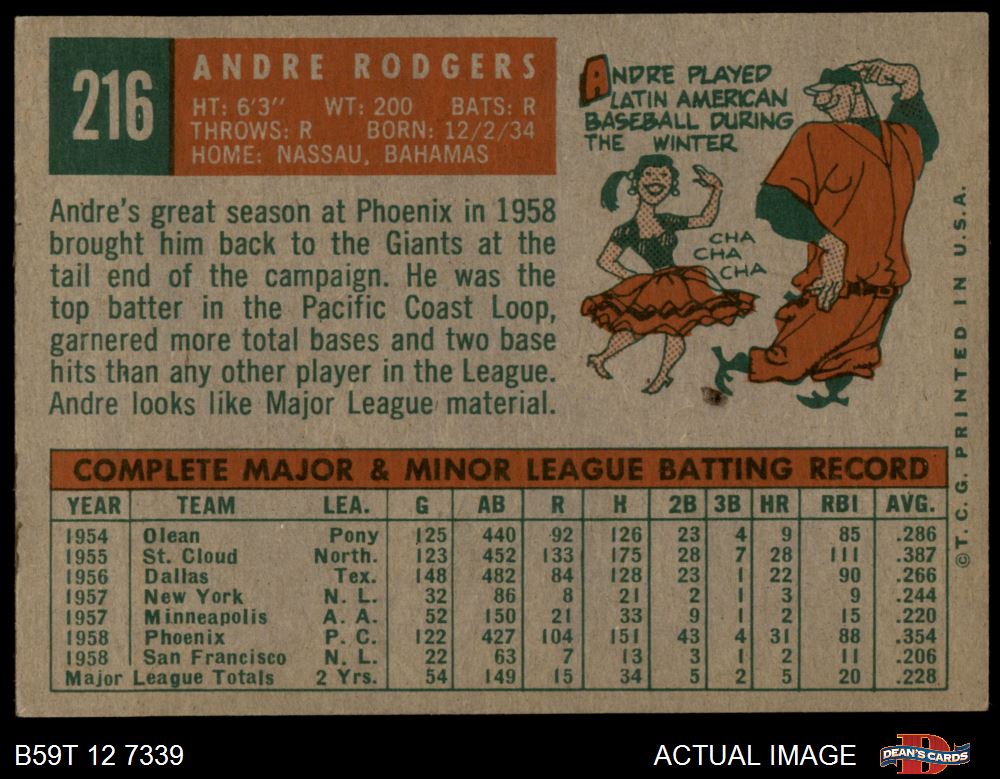 216
ANDRE RODGERS
HT: 6'3" WT: 200 BATS: R
THROWS: R BORN: 12/2/34
HOME: NASSAU, BAHAMAS
Andre's great season at Phoenix in 1958
brought him back to the Giants at the
tail end of the campaign. He was the
top batter in the Pacific Coast Loop,
garnered more total bases and two base
hits than any other player in the League.
Andre looks like Major League material.
ANDRE PLAYED
LATIN AMERICAN
BASEBALL DURING
THE WINTER
CHA
CHA
CHA
COMPLETE MAJOR & MINOR LEAGUE BATTING RECORD
YEAR TEAM LEA. G AB R H 2B 3B HR RBI AVG.
1954 Olean Pony 125 440 92 126 23 4 9 85 .286
1955 St. Cloud North. 123 452 133 175 28 7 28 111 .387
1956 Dallas Tex. 148 482 84 128 23 1 22 90 .266
1957 New York N. L. 32 86 8 21 2 1 3 9 .244
1957 Minneapolis A. A. 52 150 21 33 9 1 2 15 .220
1958 Phoenix P. C. 122 427 104 151 43 4 31 88 .354
1958 San Francisco N. L. 22 63 7 13 3 1 2 11 .206
Major League Totals 2 Yrs. 54 149 15 34 5 2 5 20 .228
© T. C. G. PRINTED IN U.S.A.
B59T 12 7339
ACTUAL IMAGE
DEAN'S CARDS